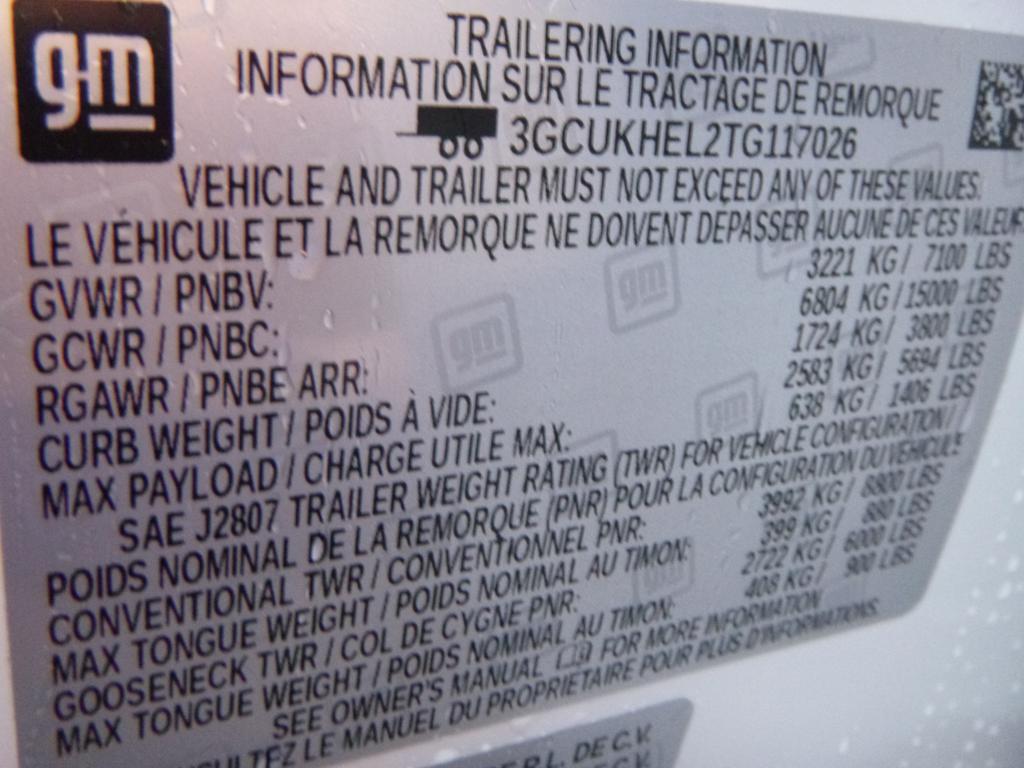 gm
TRAILERING INFORMATION
INFORMATION SUR LE TRACTAGE DE REMORQUE
3GCUKHEL2TG117026
VEHICLE AND TRAILER MUST NOT EXCEED ANY OF THESE VALUES.
LE VÉHICULE ET LA REMORQUE NE DOIVENT DEPASSER AUCUNE DE CES VALEUR
GVWR / PNBV: 3221 KG / 7100 LBS
GCWR / PNBC: 6804 KG / 15000 LBS
RGAWR / PNBE ARR: 1724 KG / 3800 LBS
CURB WEIGHT / POIDS À VIDE: 2583 KG / 5694 LBS
MAX PAYLOAD / CHARGE UTILE MAX: 638 KG / 1406 LBS
SAE J2807 TRAILER WEIGHT RATING (TWR) FOR VEHICLE CONFIGURATION /
POIDS NOMINAL DE LA REMORQUE (PNR) POUR LA CONFIGURATION DU VEHICULE
CONVENTIONAL TWR / CONVENTIONNEL PNR: 3992 KG / 8800 LBS
MAX TONGUE WEIGHT / POIDS NOMINAL AU TIMON: 399 KG / 880 LBS
GOOSENECK TWR / COL DE CYGNE PNR: 2722 KG / 6000 LBS
MAX TONGUE WEIGHT / POIDS NOMINAL AU TIMON: 408 KG / 900 LBS
SEE OWNER'S MANUAL FOR MORE INFORMATION
SULTEZ LE MANUEL DU PROPRIETAIRE POUR PLUS D'INFORMATIONS.
DE C.V.